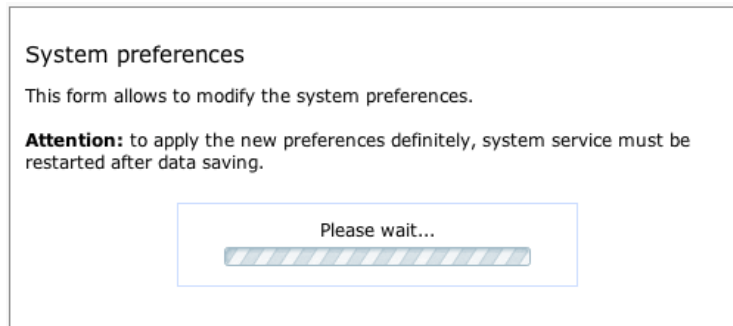 System preferences
This form allows to modify the system preferences.
Attention: to apply the new preferences definitely, system service must be
restarted after data saving.
Please wait...